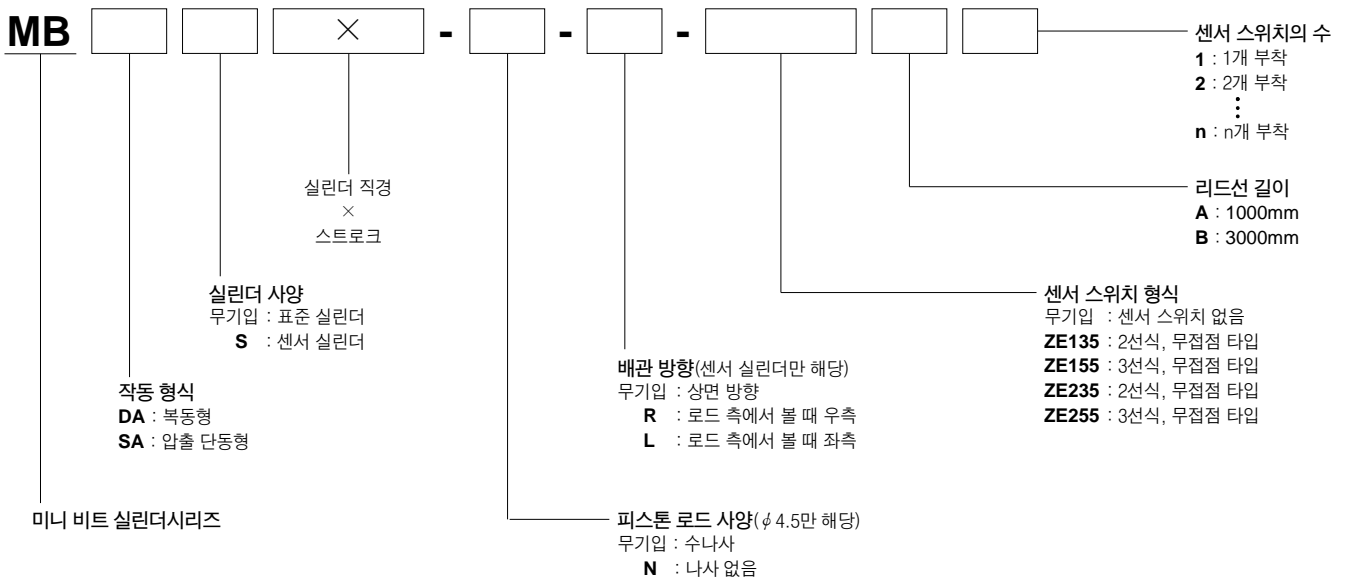 MB × - - -
센서 스위치의 수
1 : 1개 부착
2 : 2개 부착
⋮
n : n개 부착
리드선 길이
A : 1000mm
B : 3000mm
실린더 직경
×
스트로크
실린더 사양
무기입 : 표준 실린더
S : 센서 실린더
센서 스위치 형식
무기입 : 센서 스위치 없음
ZE135 : 2선식, 무접점 타입
ZE155 : 3선식, 무접점 타입
ZE235 : 2선식, 무접점 타입
ZE255 : 3선식, 무접점 타입
배관 방향(센서 실린더만 해당)
무기입 : 상면 방향
R : 로드 측에서 볼 때 우측
L : 로드 측에서 볼 때 좌측
작동 형식
DA : 복동형
SA : 압출 단동형
미니 비트 실린더시리즈
피스톤 로드 사양(ϕ4.5만 해당)
무기입 : 수나사
N : 나사 없음